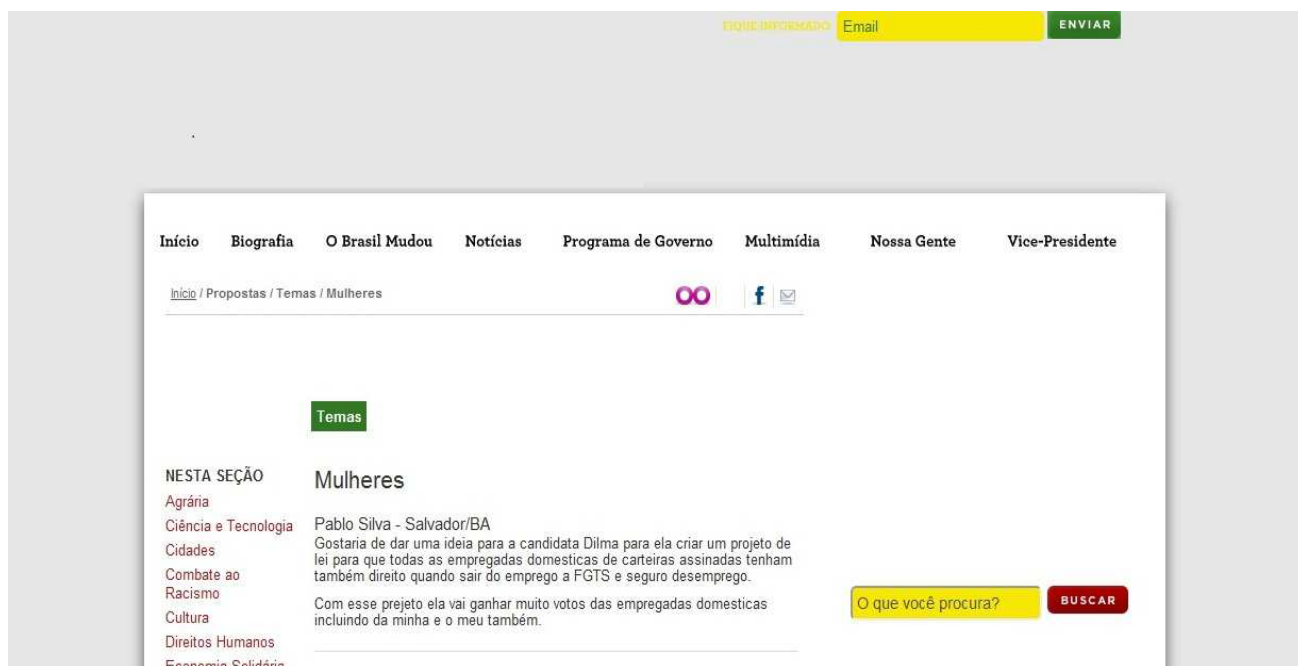 FIQUE INFORMADO Email ENVIAR
Início Biografia O Brasil Mudou Notícias Programa de Governo Multimídia Nossa Gente Vice-Presidente
Início / Propostas / Temas / Mulheres
Temas
NESTA SEÇÃO
Agrária
Ciência e Tecnologia
Cidades
Combate ao
Racismo
Cultura
Direitos Humanos
Economia Solidária
Mulheres
Pablo Silva - Salvador/BA
Gostaria de dar uma ideia para a candidata Dilma para ela criar um projeto de
lei para que todas as empregadas domesticas de carteiras assinadas tenham
também direito quando sair do emprego a FGTS e seguro desemprego.
Com esse prejeto ela vai ganhar muito votos das empregadas domesticas
incluindo da minha e o meu também.
O que você procura? BUSCAR